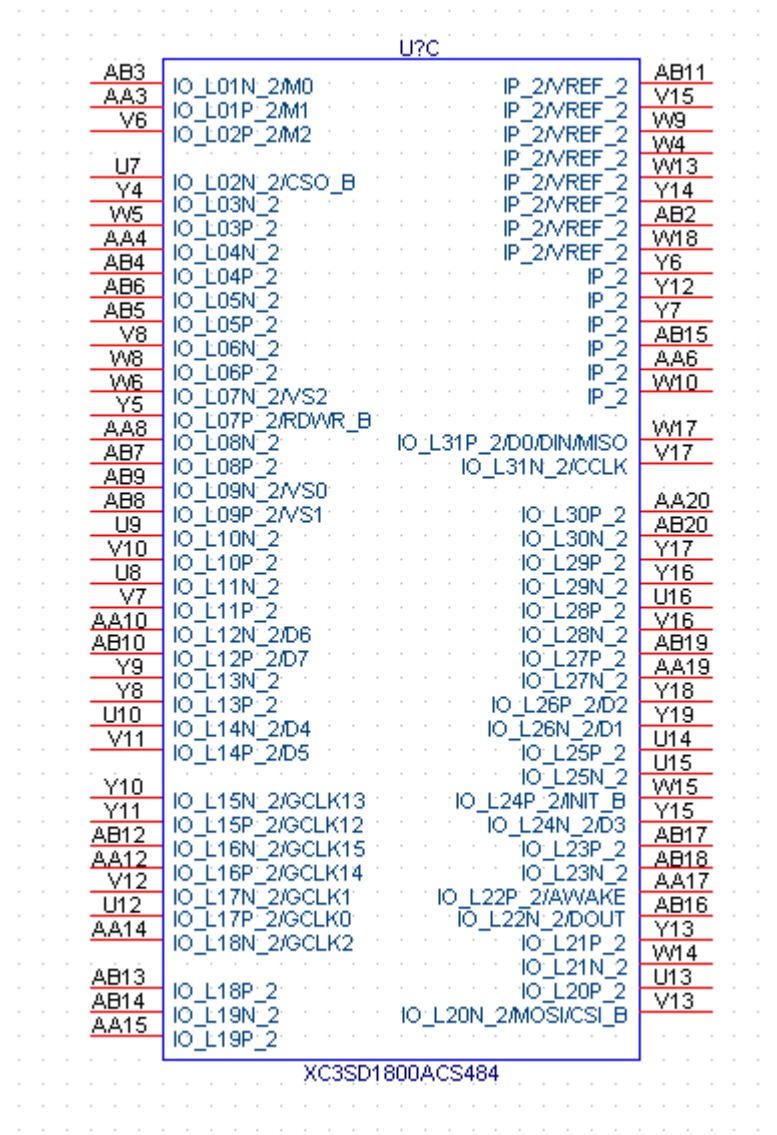 U?C
AB3 IO_L01N_2/M0 IP_2/VREF_2 AB11
AA3 IO_L01P_2/M1 IP_2/VREF_2 V15
V6 IO_L02P_2/M2 IP_2/VREF_2 W9
IP_2/VREF_2 W4
U7 IO_L02N_2/CSO_B IP_2/VREF_2 W13
Y4 IO_L03N_2 IP_2/VREF_2 Y14
W5 IO_L03P_2 IP_2/VREF_2 AB2
AA4 IO_L04N_2 IP_2/VREF_2 W18
AB4 IO_L04P_2 IP_2 Y6
AB6 IO_L05N_2 IP_2 Y12
AB5 IO_L05P_2 IP_2 Y7
V8 IO_L06N_2 IP_2 AB15
W8 IO_L06P_2 IP_2 AA6
W6 IO_L07N_2/VS2 IP_2 W10
Y5 IO_L07P_2/RDWR_B
AA8 IO_L08N_2 IO_L31P_2/D0/DIN/MISO W17
AB7 IO_L08P_2 IO_L31N_2/CCLK V17
AB9 IO_L09N_2/VS0
AB8 IO_L09P_2/VS1 IO_L30P_2 AA20
U9 IO_L10N_2 IO_L30N_2 AB20
V10 IO_L10P_2 IO_L29P_2 Y17
U8 IO_L11N_2 IO_L29N_2 Y16
V7 IO_L11P_2 IO_L28P_2 U16
AA10 IO_L12N_2/D6 IO_L28N_2 V16
AB10 IO_L12P_2/D7 IO_L27P_2 AB19
Y9 IO_L13N_2 IO_L27N_2 AA19
Y8 IO_L13P_2 IO_L26P_2/D2 Y18
U10 IO_L14N_2/D4 IO_L26N_2/D1 Y19
V11 IO_L14P_2/D5 IO_L25P_2 U14
IO_L25N_2 U15
Y10 IO_L15N_2/GCLK13 IO_L24P_2/INIT_B W15
Y11 IO_L15P_2/GCLK12 IO_L24N_2/D3 Y15
AB12 IO_L16N_2/GCLK15 IO_L23P_2 AB17
AA12 IO_L16P_2/GCLK14 IO_L23N_2 AB18
V12 IO_L17N_2/GCLK1 IO_L22P_2/AWAKE AA17
U12 IO_L17P_2/GCLK0 IO_L22N_2/DOUT AB16
AA14 IO_L18N_2/GCLK2 IO_L21P_2 Y13
IO_L21N_2 W14
AB13 IO_L18P_2 IO_L20P_2 U13
AB14 IO_L19N_2 IO_L20N_2/MOSI/CSI_B V13
AA15 IO_L19P_2
XC3SD1800ACS484